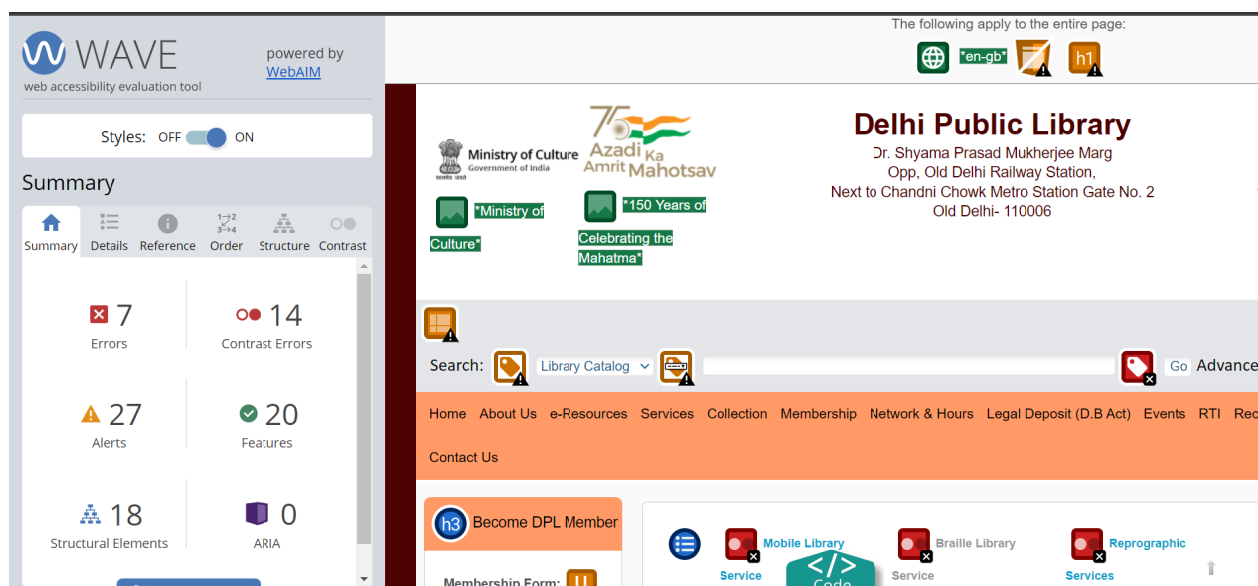 WAVE
web accessibility evaluation tool
powered by
WebAIM
Styles: OFF ON
Summary
Summary Details Reference Order Structure Contrast
7
Errors
14
Contrast Errors
27
Alerts
20
Features
18
Structural Elements
0
ARIA
The following apply to the entire page:
*en-gb* h1
Ministry of Culture
Government of India
75
Azadi Ka
Amrit Mahotsav
*Ministry of
Culture*
*150 Years of
Celebrating the
Mahatma*
Delhi Public Library
Dr. Shyama Prasad Mukherjee Marg
Opp, Old Delhi Railway Station,
Next to Chandni Chowk Metro Station Gate No. 2
Old Delhi- 110006
Search: Library Catalog Go Advance
Home About Us e-Resources Services Collection Membership Network & Hours Legal Deposit (D.B Act) Events RTI Rec
Contact Us
h3 Become DPL Member
Membership Form: U
Mobile Library
Service
Braille Library
Service
Reprographic
Services
</>
Code